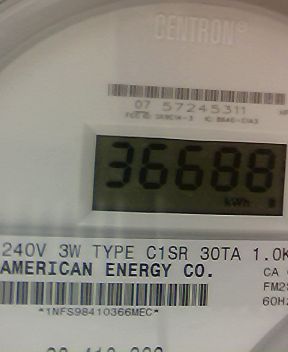 CENTRON®
07 57245311
36688
kWh
240V 3W TYPE C1SR 30TA 1.0K
AMERICAN ENERGY CO.
CA
FM2S
60Hz
*1NFS98410366MEC*